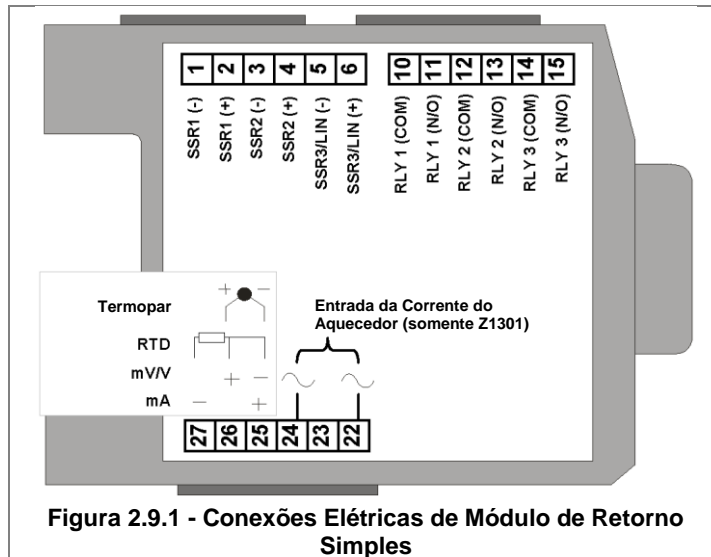 1 2 3 4 5 6
10 11 12 13 14 15
SSR1 (-)
SSR1 (+)
SSR2 (-)
SSR2 (+)
SSR3/LIN (-)
SSR3/LIN (+)
RLY 1 (COM)
RLY 1 (N/O)
RLY 2 (COM)
RLY 2 (N/O)
RLY 3 (COM)
RLY 3 (N/O)
Termopar + −
RTD
mV/V + −
mA − +
Entrada da Corrente do
Aquecedor (somente Z1301)
27 26 25 24 23 22
Figura 2.9.1 - Conexões Elétricas de Módulo de Retorno
Simples